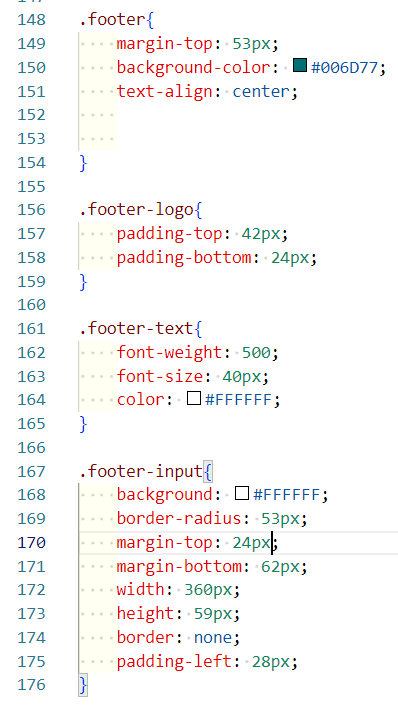 148 .footer{
149 margin-top: 53px;
150 background-color: #006D77;
151 text-align: center;
152
153
154 }
155
156 .footer-logo{
157 padding-top: 42px;
158 padding-bottom: 24px;
159 }
160
161 .footer-text{
162 font-weight: 500;
163 font-size: 40px;
164 color: #FFFFFF;
165 }
166
167 .footer-input{
168 background: #FFFFFF;
169 border-radius: 53px;
170 margin-top: 24px;
171 margin-bottom: 62px;
172 width: 360px;
173 height: 59px;
174 border: none;
175 padding-left: 28px;
176 }